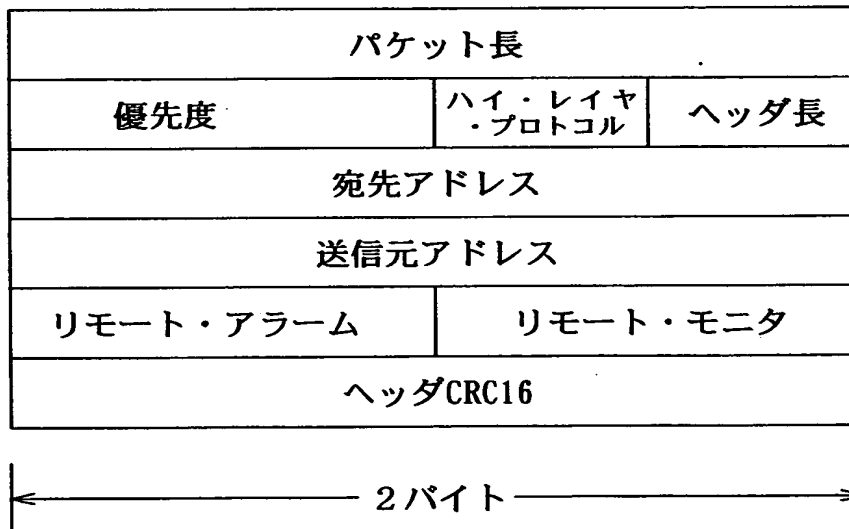 パケット長
優先度
ハイ・レイヤ
・プロトコル
ヘッダ長
宛先アドレス
送信元アドレス
リモート・アラーム
リモート・モニタ
ヘッダCRC16
2バイト